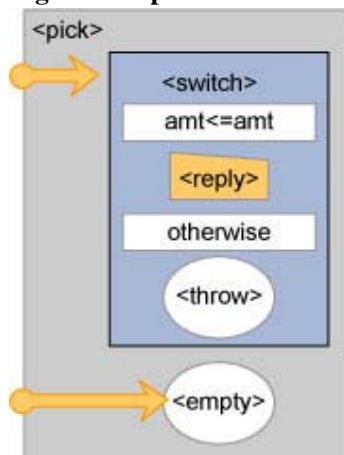 <pick>
<switch>
amt<=amt
<reply>
otherwise
<throw>
<empty>